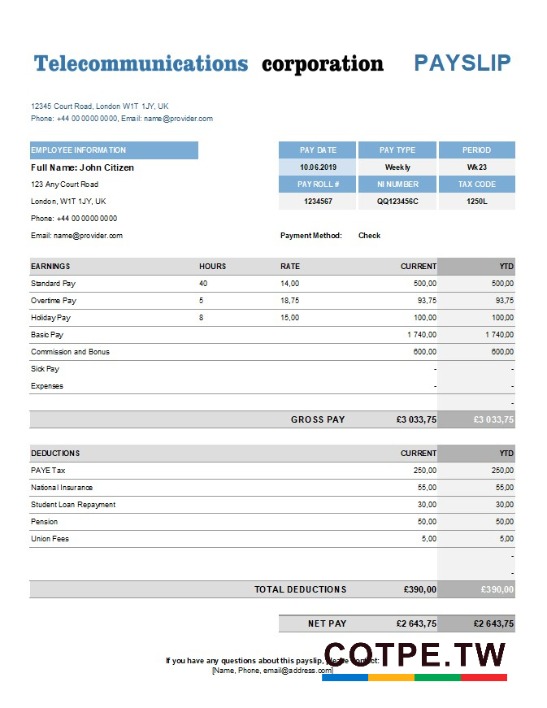 Telecommunications corporation PAYSLIP
12345 Court Road, London W1T 1JY, UK
Phone: +44 00 0000 0000, Email: name@provider.com
EMPLOYEE INFORMATION PAY DATE PAY TYPE PERIOD
Full Name: John Citizen 10.06.2019 Weekly Wk23
123 Any Court Road PAYROLL # NI NUMBER TAX CODE
London, W1T 1JY, UK 1234567 QQ123456C 1250L
Phone: +44 00 0000 0000
Email: name@provider.com Payment Method: Check
EARNINGS HOURS RATE CURRENT YTD
Standard Pay 40 14,00 500,00 500,00
Overtime Pay 5 18,75 93,75 93,75
Holiday Pay 8 15,00 100,00 100,00
Basic Pay 1 740,00 1 740,00
Commission and Bonus 600,00 600,00
Sick Pay - -
Expenses - -
-
GROSS PAY £3 033,75 £3 033,75
DEDUCTIONS CURRENT YTD
PAYE Tax 250,00 250,00
National Insurance 55,00 55,00
Student Loan Repayment 30,00 30,00
Pension 50,00 50,00
Union Fees 5,00 5,00
-
-
TOTAL DEDUCTIONS £390,00 £390,00
NET PAY £2 643,75 £2 643,75
COTPE.TW
If you have any questions about this payslip, please contact:
[Name, Phone, email@address.com]